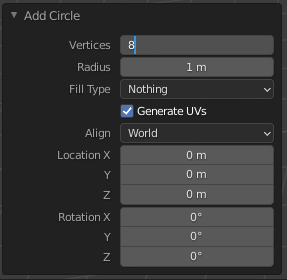 Add Circle
Vertices 8
Radius 1 m
Fill Type Nothing
Generate UVs
Align World
Location X 0 m
Y 0 m
Z 0 m
Rotation X 0°
Y 0°
Z 0°